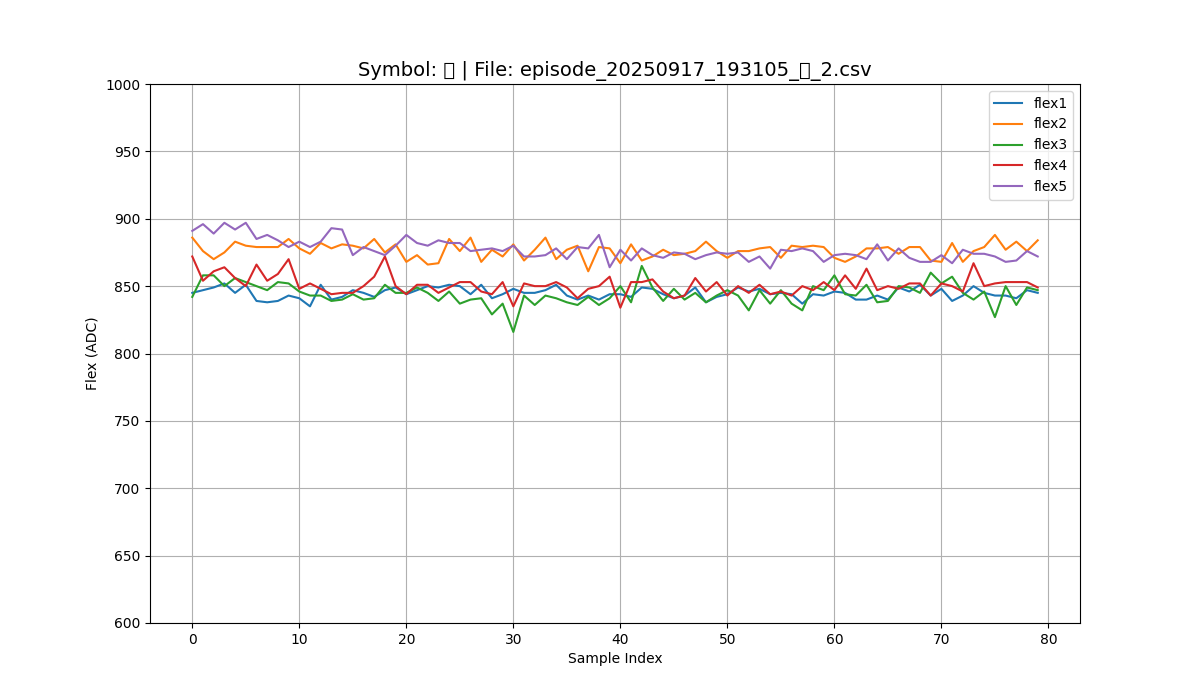 Symbol: ▯ | File: episode_20250917_193105_▯_2.csv
1000
950
900
850
800
750
700
650
600
Flex (ADC)
0 10 20 30 40 50 60 70 80
Sample Index
flex1
flex2
flex3
flex4
flex5